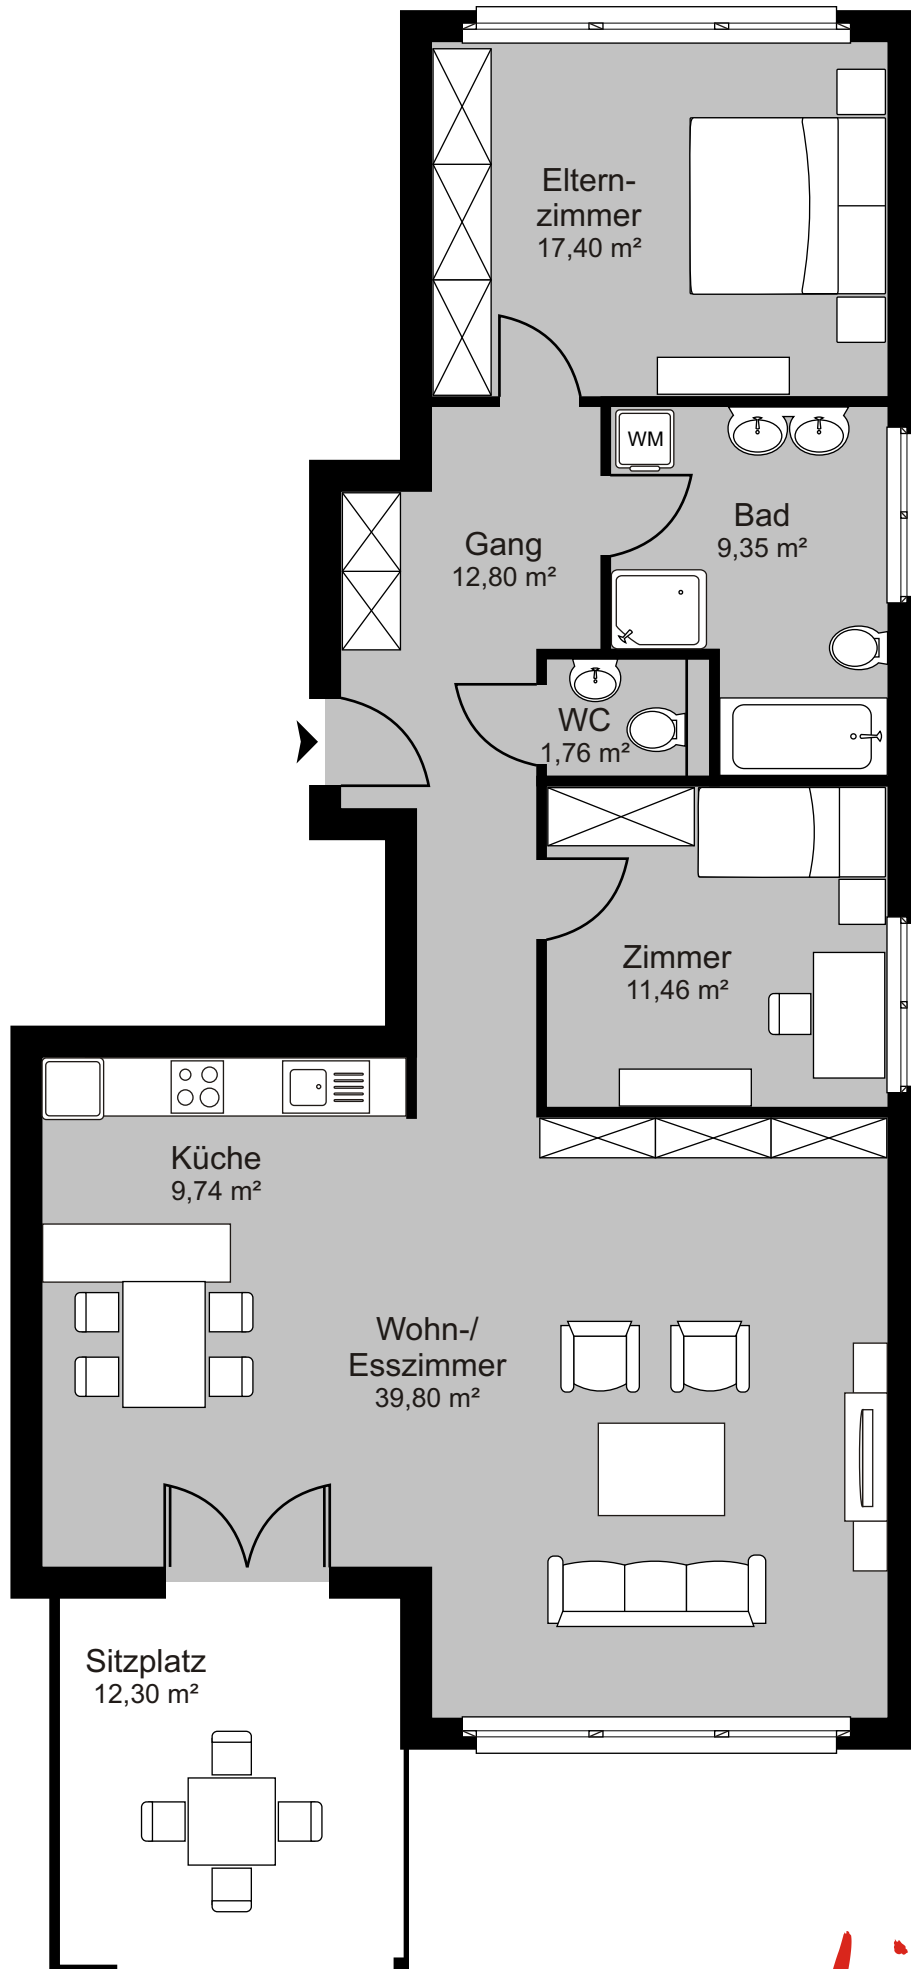 Eltern-
zimmer
17,40 m²
WM
Bad
9,35 m²
Gang
12,80 m²
WC
1,76 m²
Zimmer
11,46 m²
Küche
9,74 m²
Wohn-/
Esszimmer
39,80 m²
Sitzplatz
12,30 m²